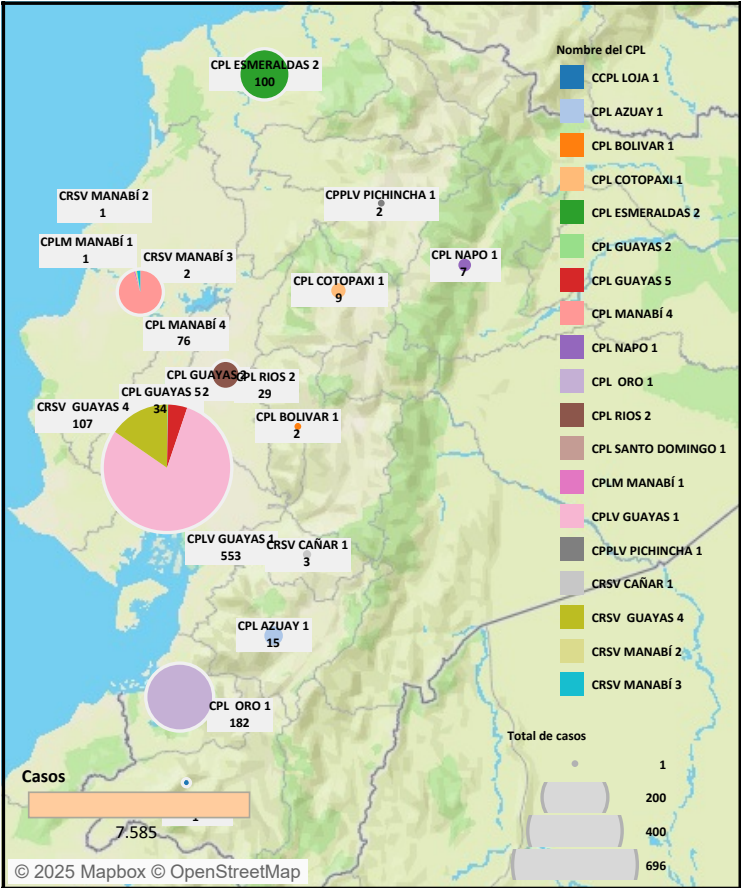 CPL ESMERALDAS 2
100
CRSV MANABÍ 2
1
CPPLV PICHINCHA 1
2
CPLM MANABÍ 1
1
CRSV MANABÍ 3
2
CPL NAPO 1
7
CPL COTOPAXI 1
9
CPL MANABÍ 4
76
CPL GUAYAS 2
2
CPL RIOS 2
29
CPL GUAYAS 5
34
CRSV GUAYAS 4
107
CPL BOLIVAR 1
2
CPLV GUAYAS 1
553
CRSV CAÑAR 1
3
CPL AZUAY 1
15
CPL ORO 1
182
1
Casos
7.585
© 2025 Mapbox © OpenStreetMap
Nombre del CPL
CCPL LOJA 1
CPL AZUAY 1
CPL BOLIVAR 1
CPL COTOPAXI 1
CPL ESMERALDAS 2
CPL GUAYAS 2
CPL GUAYAS 5
CPL MANABÍ 4
CPL NAPO 1
CPL ORO 1
CPL RIOS 2
CPL SANTO DOMINGO 1
CPLM MANABÍ 1
CPLV GUAYAS 1
CPPLV PICHINCHA 1
CRSV CAÑAR 1
CRSV GUAYAS 4
CRSV MANABÍ 2
CRSV MANABÍ 3
Total de casos
1
200
400
696